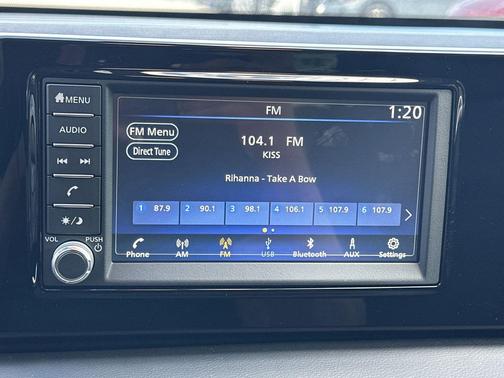 MENU
AUDIO
VOL PUSH
FM 1:20
FM Menu
Direct Tune
104.1 FM
KISS
Rihanna - Take A Bow
1 87.9 2 90.1 3 98.1 4 106.1 5 107.9 6 107.9
Phone AM FM USB Bluetooth AUX Settings